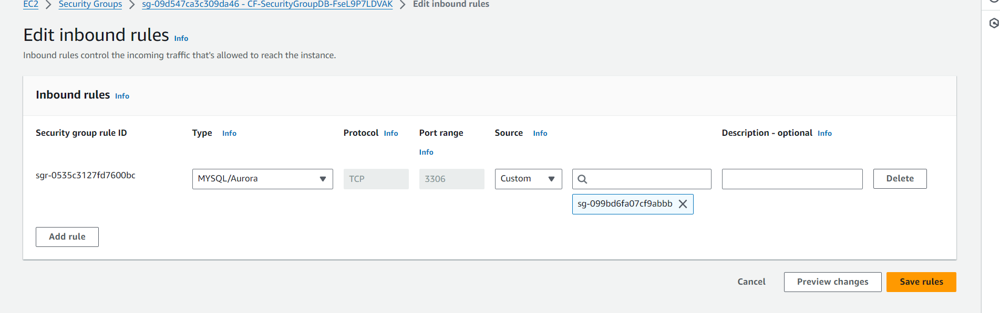 EC2 > Security Groups > sg-09d547ca3c309da46 - CF-SecurityGroupDB-FseL9P7LDVAK > Edit inbound rules
Edit inbound rules Info
Inbound rules control the incoming traffic that's allowed to reach the instance.
Inbound rules Info
Security group rule ID Type Info Protocol Info Port range Info Source Info Description - optional Info
sgr-0535c3127fd7600bc MYSQL/Aurora TCP 3306 Custom Delete
sg-099bd6fa07cf9abbb
Add rule
Cancel Preview changes Save rules